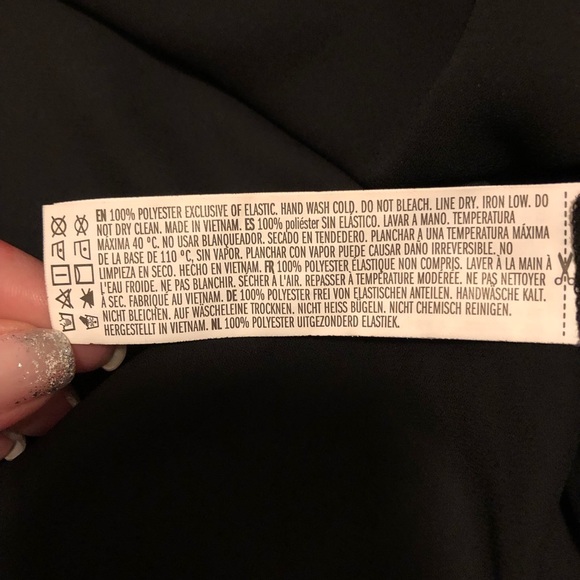 EN 100% POLYESTER EXCLUSIVE OF ELASTIC. HAND WASH COLD. DO NOT BLEACH. LINE DRY. IRON LOW. DO
NOT DRY CLEAN. MADE IN VIETNAM. ES 100% poliéster SIN ELÁSTICO. LAVAR A MANO. TEMPERATURA
MÁXIMA 40 ºC. NO USAR BLANQUEADOR. SECADO EN TENDEDERO. PLANCHAR A UNA TEMPERATURA MÁXIMA
DE LA BASE DE 110 ºC, SIN VAPOR. PLANCHAR CON VAPOR PUEDE CAUSAR DAÑO IRREVERSIBLE. NO
LIMPIEZA EN SECO. HECHO EN VIETNAM. FR 100% POLYESTER ÉLASTIQUE NON COMPRIS. LAVER À LA MAIN À
L'EAU FROIDE. NE PAS BLANCHIR. SÉCHER À L'AIR. REPASSER À TEMPÉRATURE MODÉRÉE. NE PAS NETTOYER
À SEC. FABRIQUÉ AU VIETNAM. DE 100% POLYESTER FREI VON ELASTISCHEN ANTEILEN. HANDWÄSCHE KALT.
NICHT BLEICHEN. AUF WÄSCHELEINE TROCKNEN. NICHT HEISS BÜGELN. NICHT CHEMISCH REINIGEN.
HERGESTELLT IN VIETNAM. NL 100% POLYESTER UITGEZONDERD ELASTIEK.